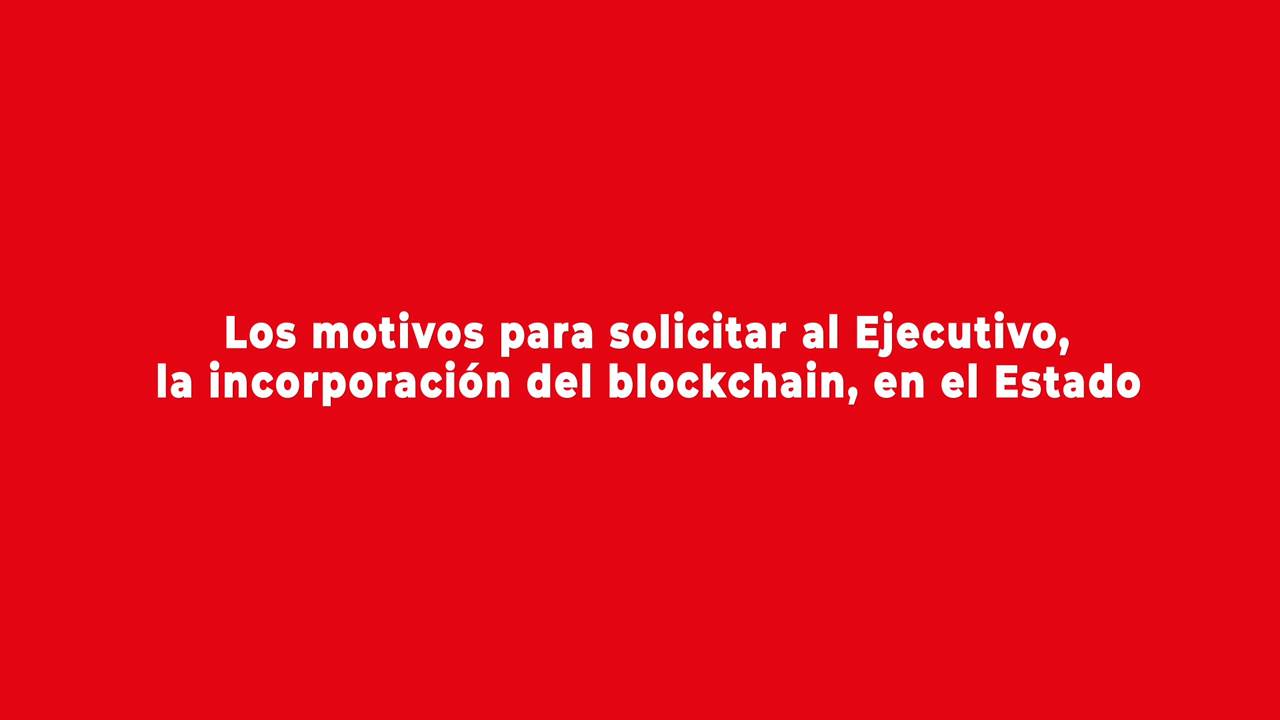 Los motivos para solicitar al Ejecutivo,
la incorporación del blockchain, en el Estado